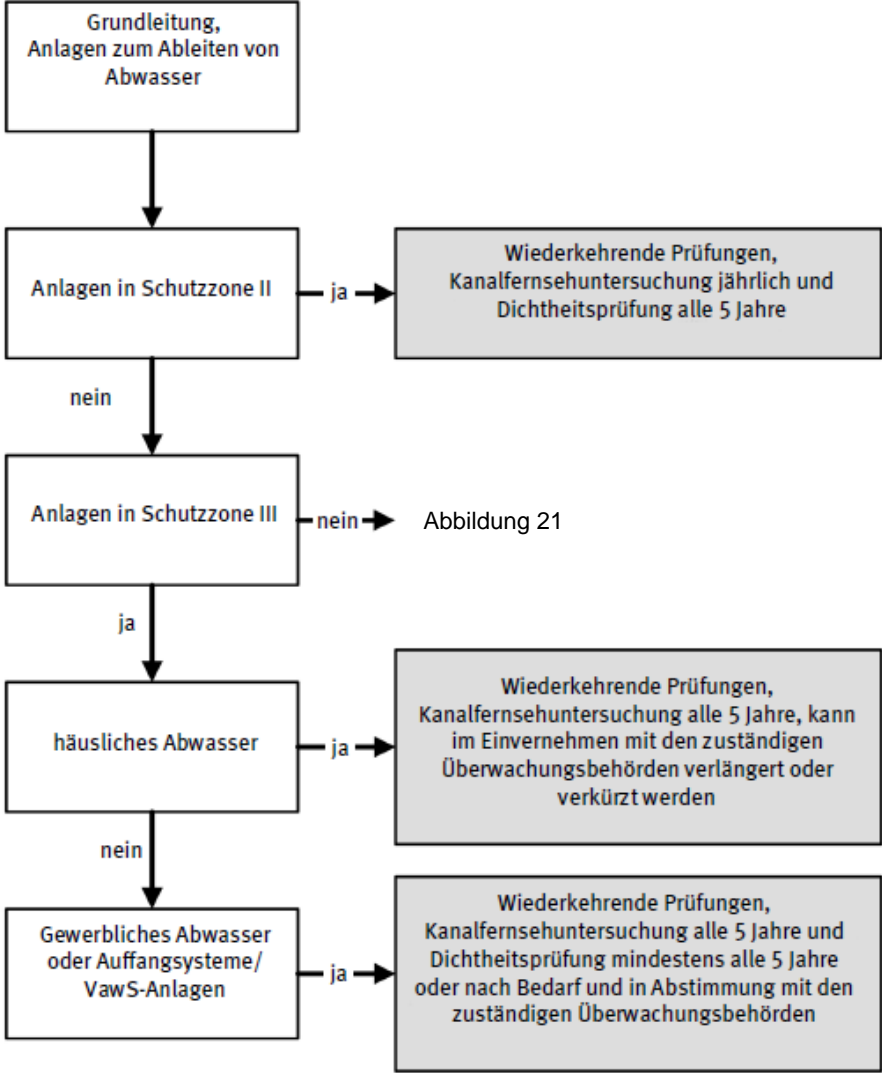 Grundleitung,
Anlagen zum Ableiten von
Abwasser
Anlagen in Schutzzone II
ja
Wiederkehrende Prüfungen,
Kanalfernsehuntersuchung jährlich und
Dichtheitsprüfung alle 5 Jahre
nein
Anlagen in Schutzzone III
nein
Abbildung 21
ja
häusliches Abwasser
ja
Wiederkehrende Prüfungen,
Kanalfernsehuntersuchung alle 5 Jahre, kann
im Einvernehmen mit den zuständigen
Überwachungsbehörden verlängert oder
verkürzt werden
nein
Gewerbliches Abwasser
oder Auffangsysteme/
VawS-Anlagen
ja
Wiederkehrende Prüfungen,
Kanalfernsehuntersuchung alle 5 Jahre und
Dichtheitsprüfung mindestens alle 5 Jahre
oder nach Bedarf und in Abstimmung mit den
zuständigen Überwachungsbehörden